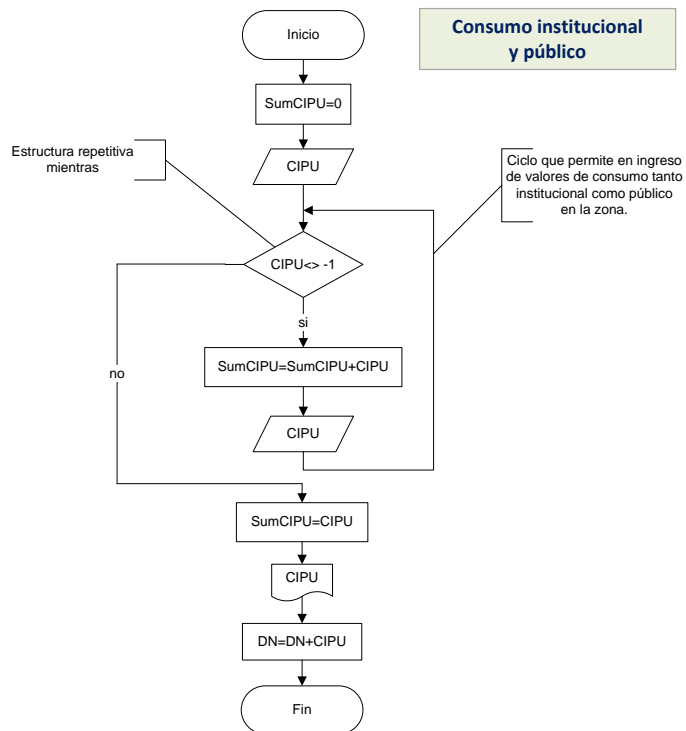 Inicio
Consumo institucional
y público
SumCIPU=0
Estructura repetitiva
mientras
CIPU
Ciclo que permite en ingreso
de valores de consumo tanto
institucional como público
en la zona.
CIPU<> -1
si
no
SumCIPU=SumCIPU+CIPU
CIPU
SumCIPU=CIPU
CIPU
DN=DN+CIPU
Fin